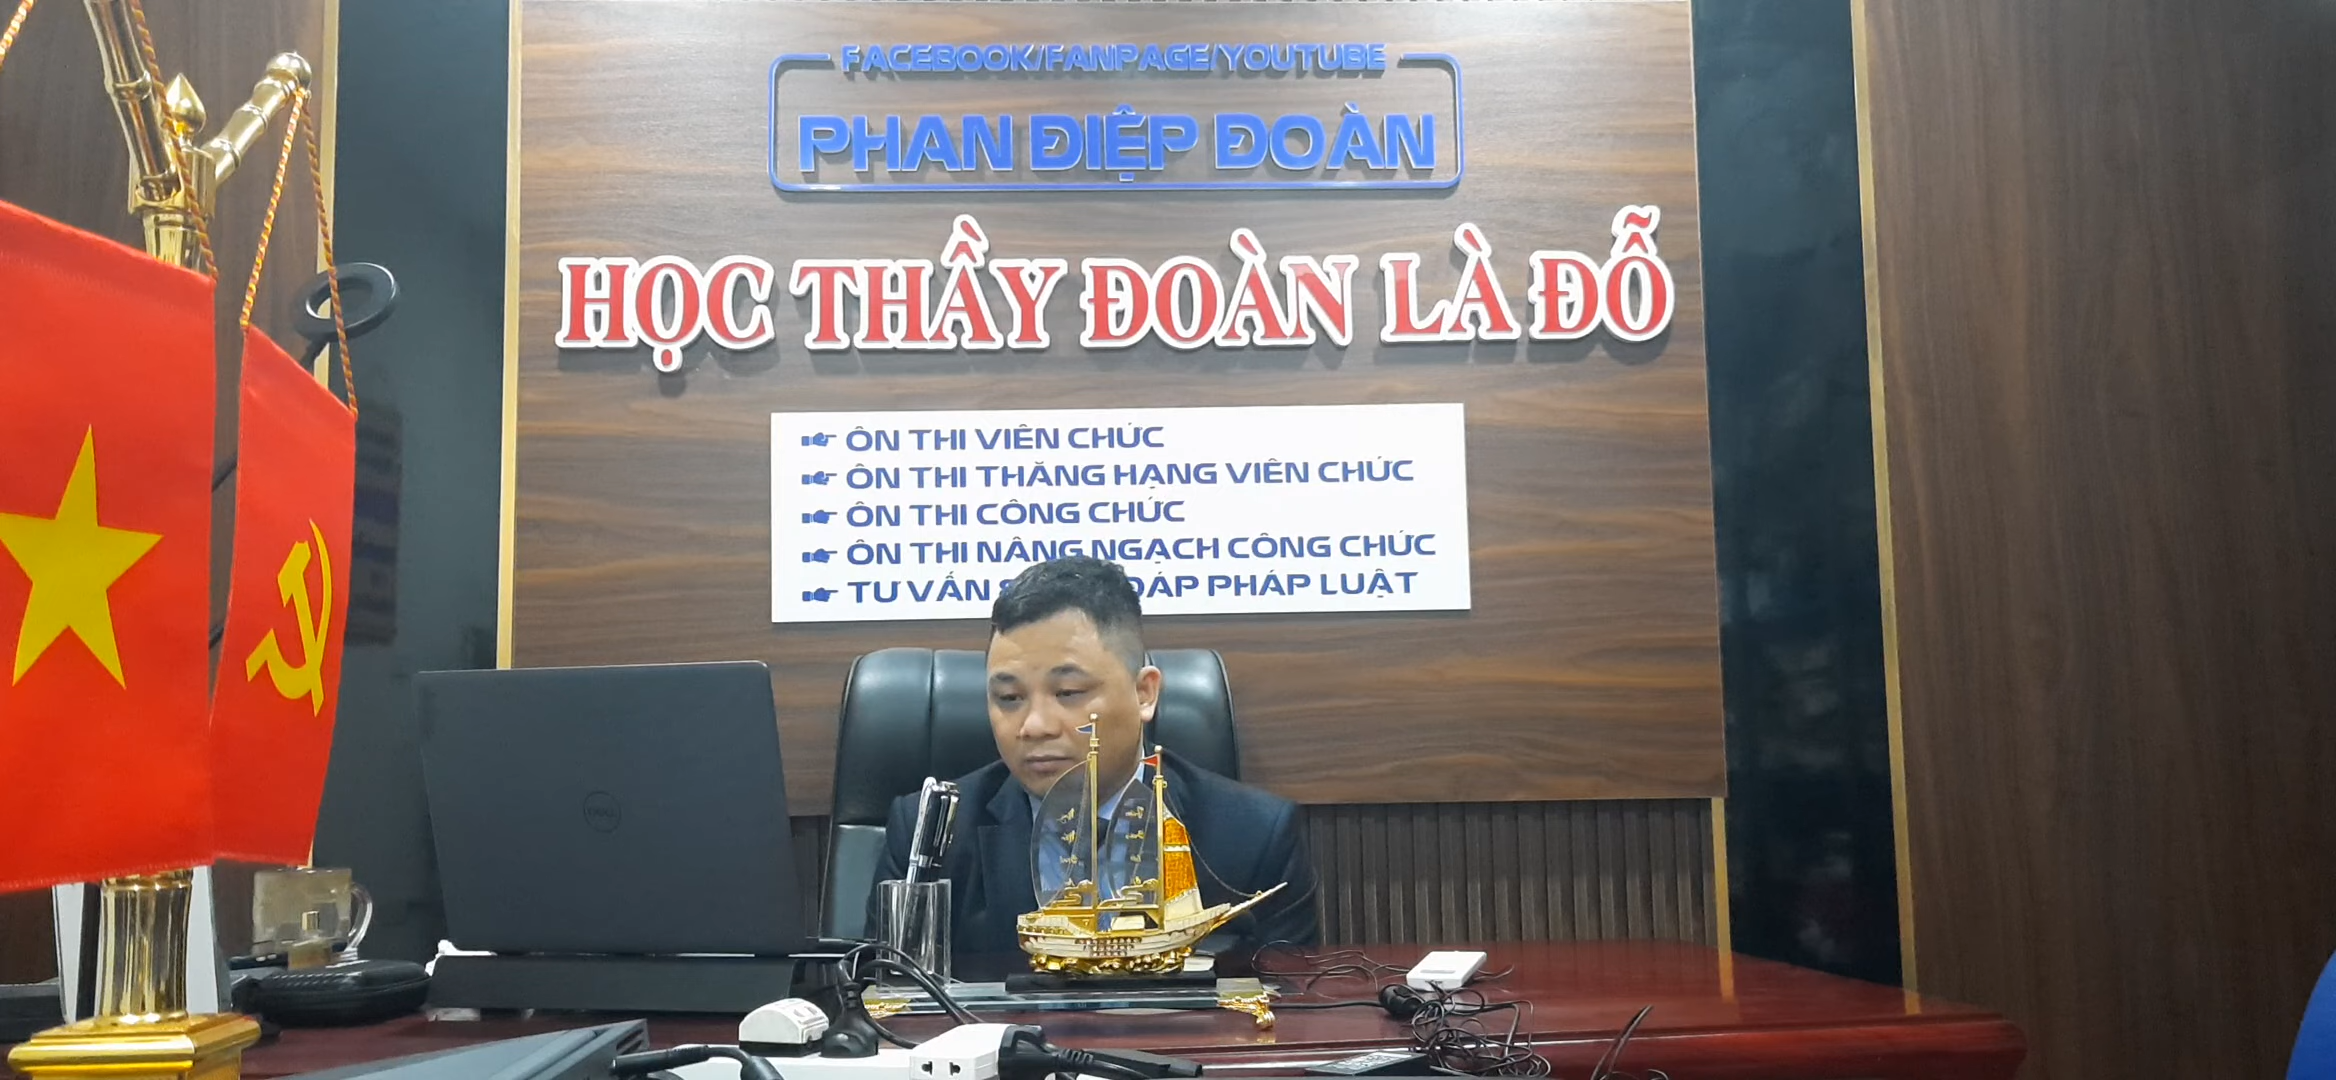 FACEBOOK/FANPAGE/YOUTUBE
PHAN ĐIỆP ĐOÀN
HỌC THẦY ĐOÀN LÀ ĐỖ
ÔN THI VIÊN CHỨC
ÔN THI THĂNG HẠNG VIÊN CHỨC
ÔN THI CÔNG CHỨC
ÔN THI NÂNG NGẠCH CÔNG CHỨC
TƯ VẤN ĐÁP PHÁP LUẬT
DELL